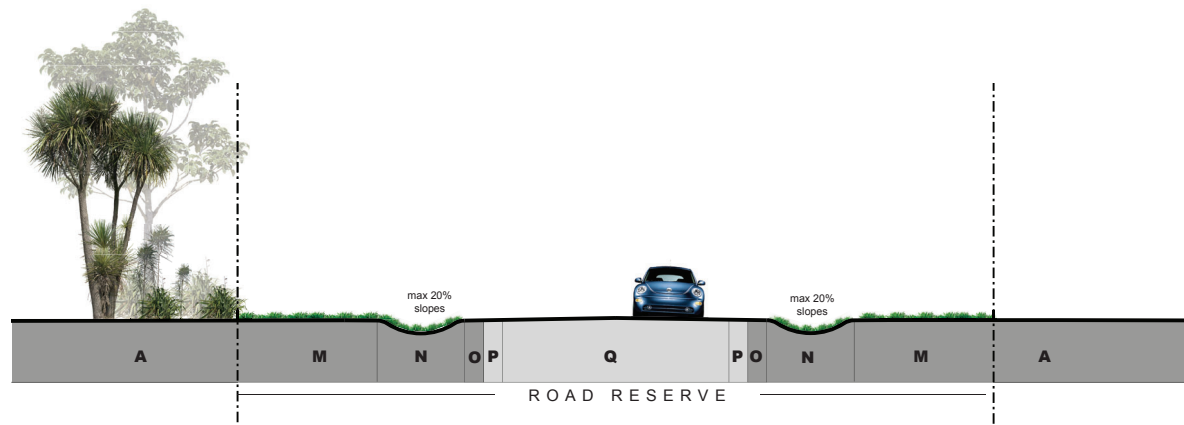 max 20%
slopes
max 20%
slopes
A M N O P Q P O N M A
ROAD RESERVE